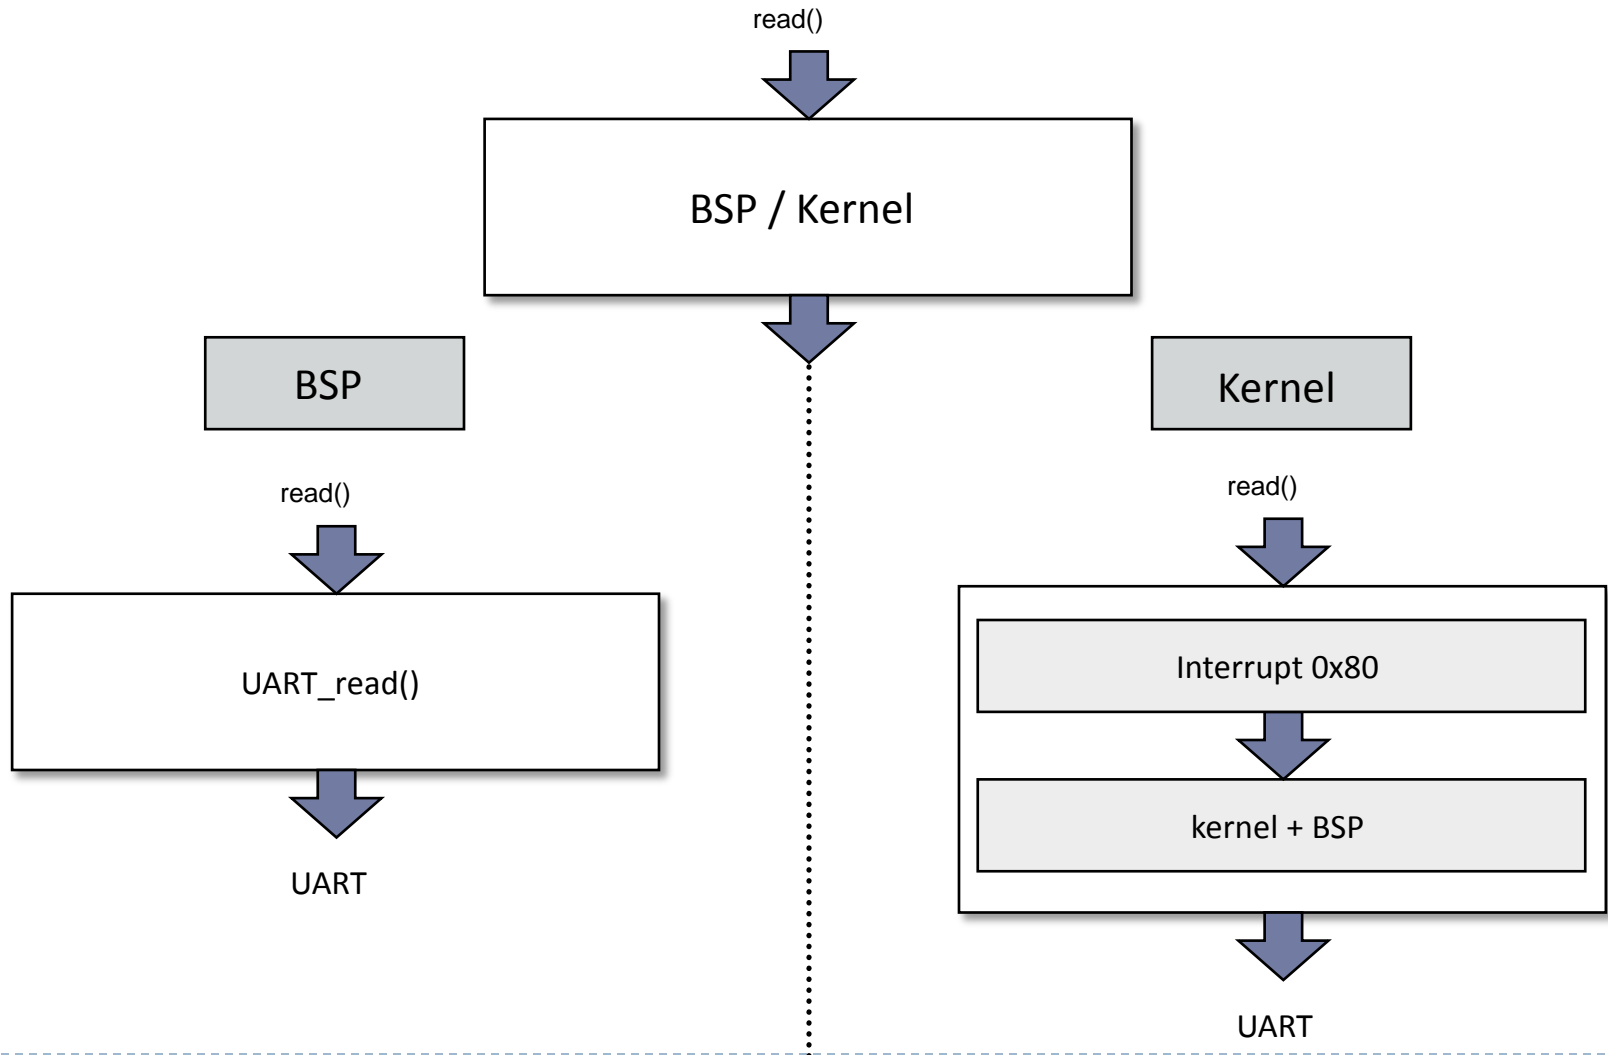 read()
BSP / Kernel
BSP
read()
UART_read()
UART
Kernel
read()
Interrupt 0x80
kernel + BSP
UART